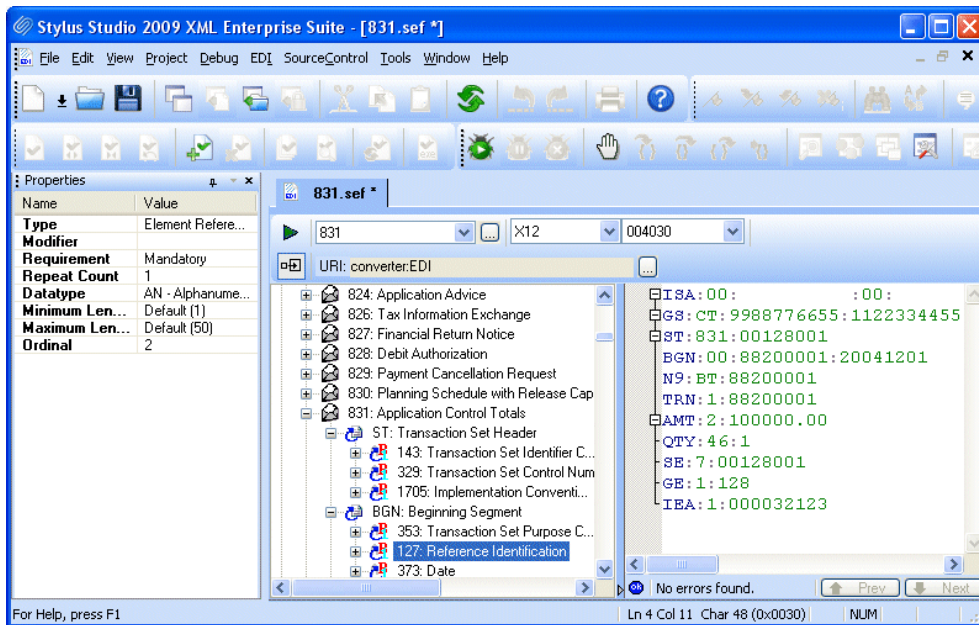 Stylus Studio 2009 XML Enterprise Suite - [831.sef *]
File Edit View Project Debug EDI SourceControl Tools Window Help
Properties
Name Value
Type Element Refere...
Modifier
Requirement Mandatory
Repeat Count 1
Datatype AN - Alphanume...
Minimum Len... Default (1)
Maximum Len... Default (50)
Ordinal 2
831.sef *
831 ... X12 004030
URI: converter:EDI ...
824: Application Advice
826: Tax Information Exchange
827: Financial Return Notice
828: Debit Authorization
829: Payment Cancellation Request
830: Planning Schedule with Release Cap
831: Application Control Totals
ST: Transaction Set Header
143: Transaction Set Identifier C...
329: Transaction Set Control Num
1705: Implementation Conventi...
BGN: Beginning Segment
353: Transaction Set Purpose C...
127: Reference Identification
373: Date
ISA:00: :00:
GS:CT:9988776655:1122334455
ST:831:00128001
BGN:00:88200001:20041201
N9:BT:88200001
TRN:1:88200001
AMT:2:100000.00
QTY:46:1
SE:7:00128001
GE:1:128
IEA:1:000032123
ok No errors found. Prev Next
For Help, press F1
Ln 4 Col 11 Char 48 (0x0030) NUM